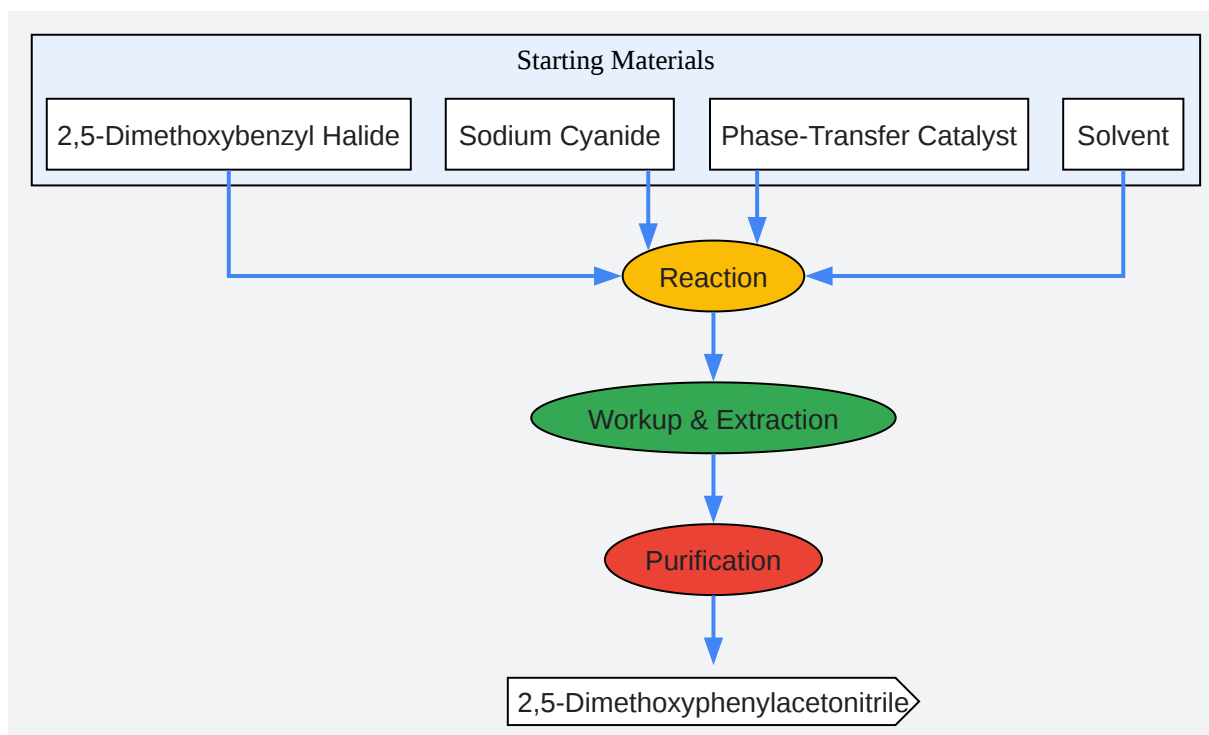 Starting Materials
2,5-Dimethoxybenzyl Halide
Sodium Cyanide
Phase-Transfer Catalyst
Solvent
Reaction
Workup & Extraction
Purification
2,5-Dimethoxyphenylacetonitrile